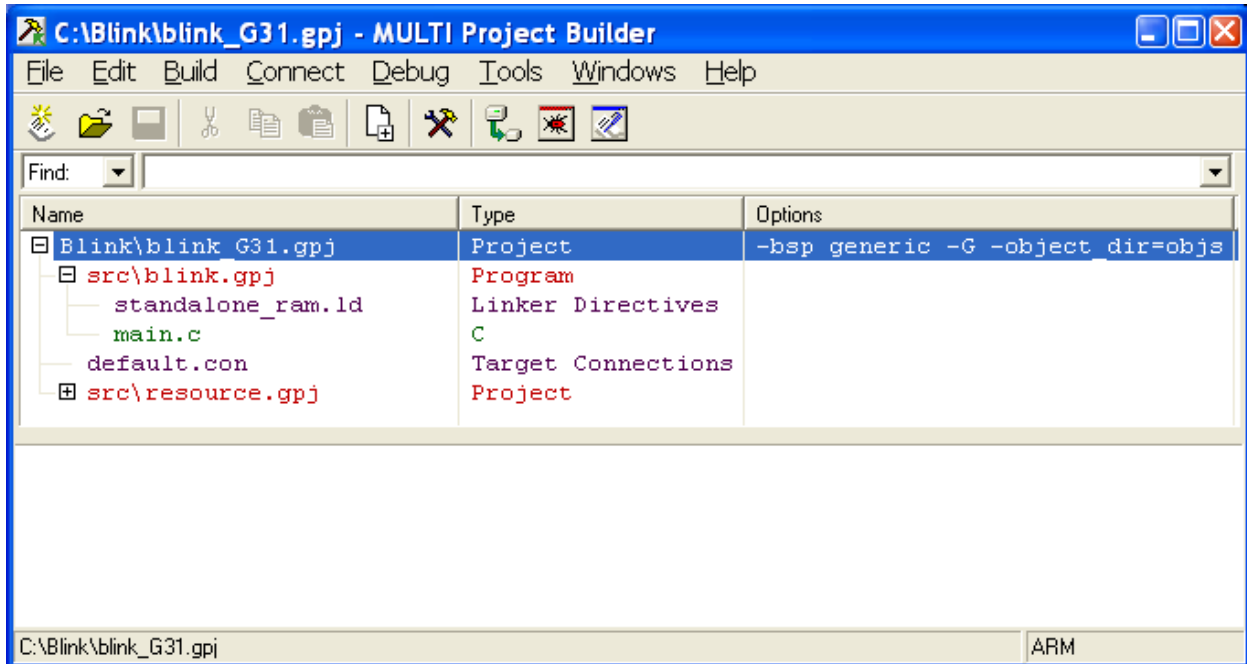 C:\Blink\blink_G31.gpj - MULTI Project Builder
File Edit Build Connect Debug Tools Windows Help
Find:
Name Type Options
Blink\blink_G31.gpj Project -bsp generic -G -object_dir=objs
src\blink.gpj Program
standalone_ram.ld Linker Directives
main.c C
default.con Target Connections
src\resource.gpj Project
C:\Blink\blink_G31.gpj ARM